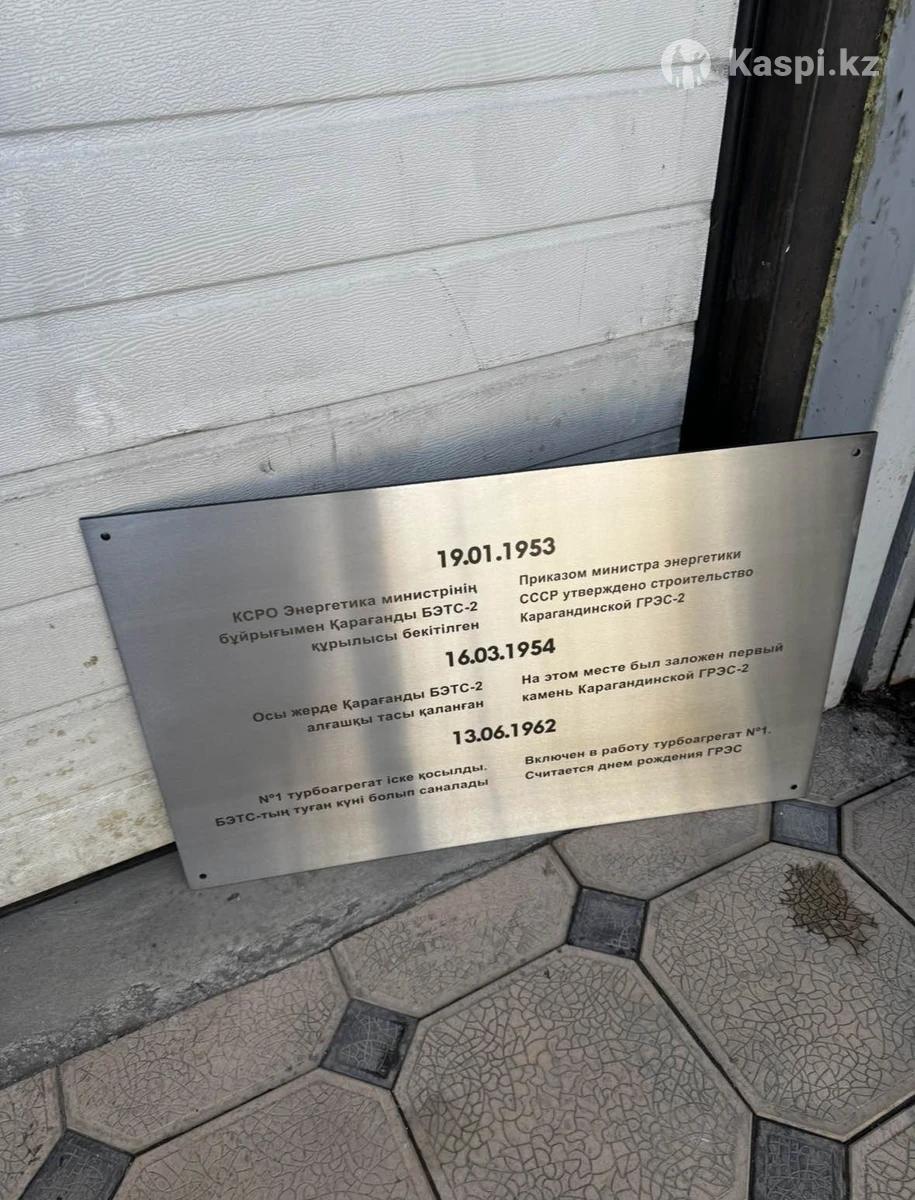 Kaspi.kz
19.01.1953
КСРО Энергетика министрінің
бұйрығымен Қарағанды БЭТС-2
құрылысы бекітілген
Приказом министра энергетики
СССР утверждено строительство
Карагандинской ГРЭС-2
16.03.1954
Осы жерде Қарағанды БЭТС-2
алғашқы тасы қаланған
На этом месте был заложен первый
камень Карагандинской ГРЭС-2
13.06.1962
№1 турбоагрегат іске қосылды.
БЭТС-тың туған күні болып саналады
Включен в работу турбоагрегат №1.
Считается днем рождения ГРЭС